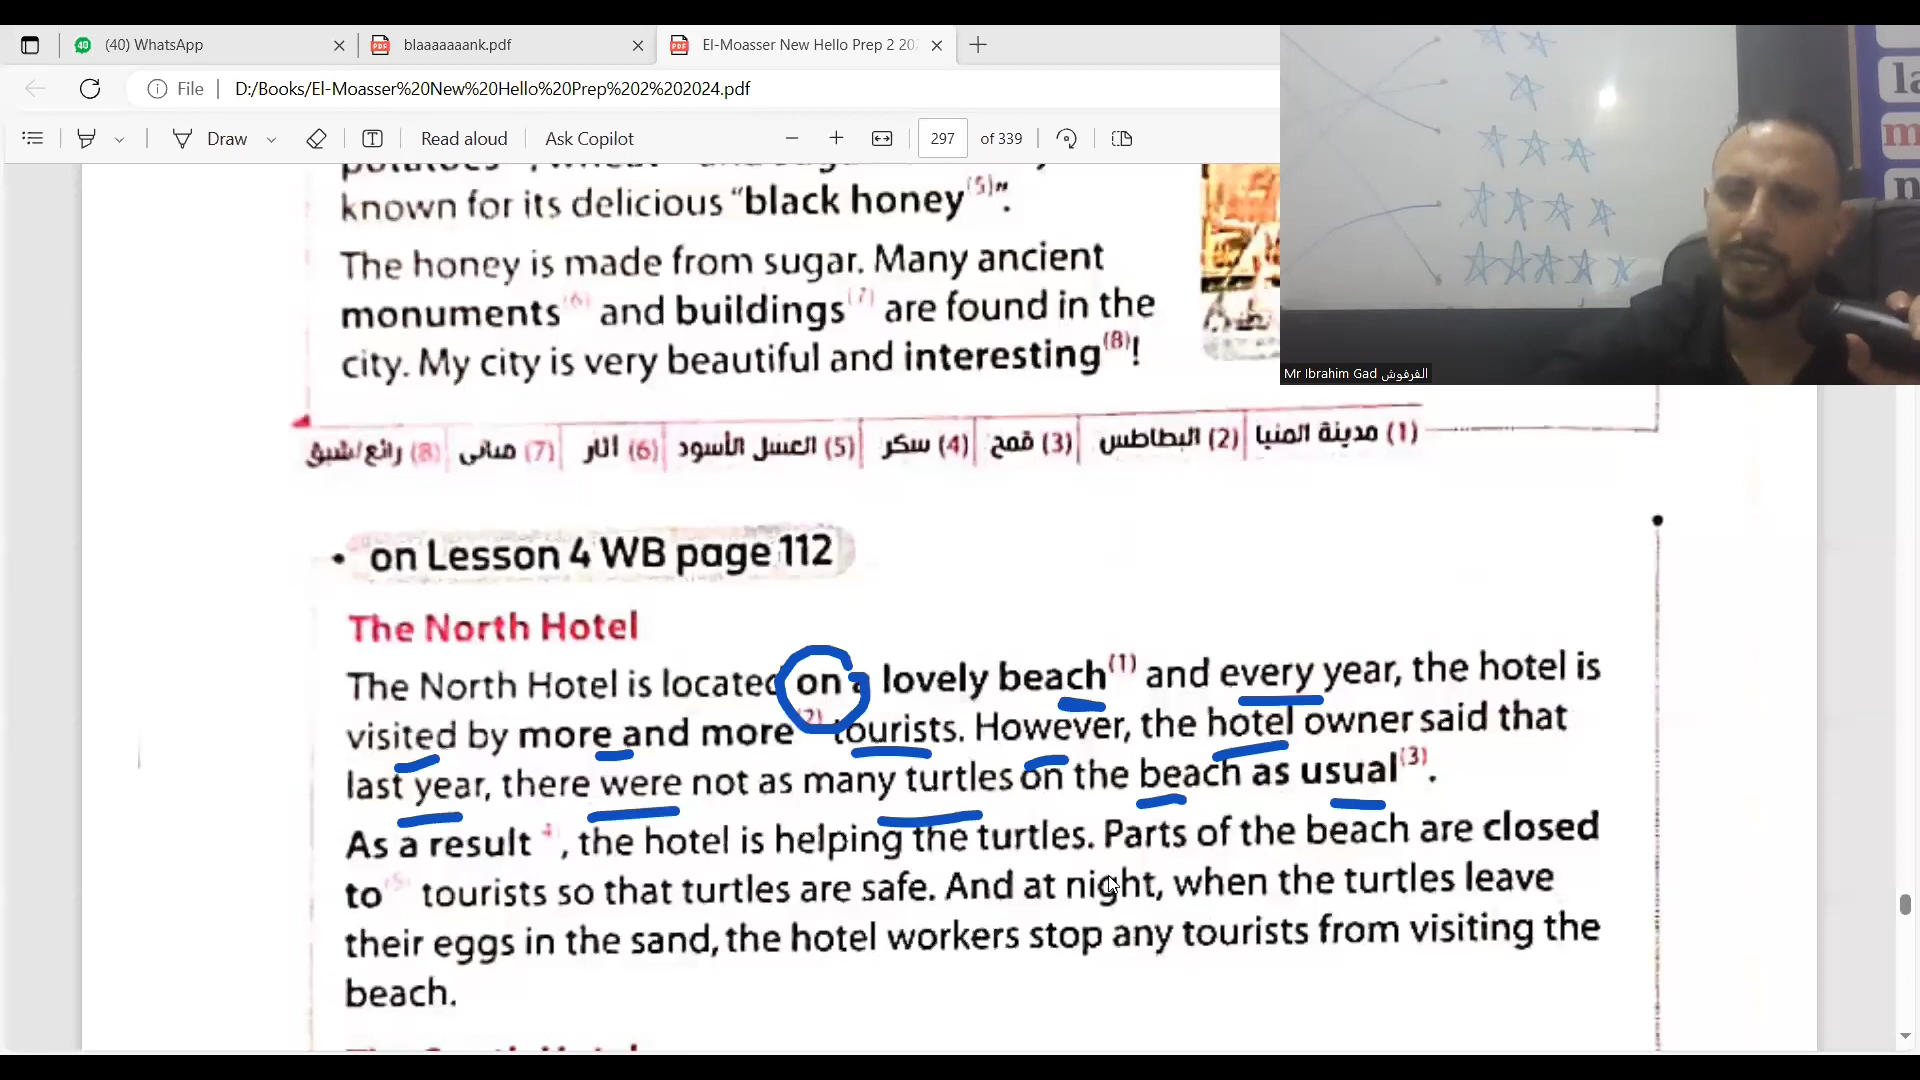 (40) WhatsApp
blaaaaaaank.pdf
El-Moasser New Hello Prep 2 202
File D:/Books/El-Moasser%20New%20Hello%20Prep%202%202024.pdf
Draw
Read aloud
Ask Copilot
297 of 339
known for its delicious “black honey(5)”.
The honey is made from sugar. Many ancient
monuments(6) and buildings(7) are found in the
city. My city is very beautiful and interesting(8)!
(1) مدينة المنيا (2) البطاطس (3) قمح (4) سكر (5) العسل الأسود (6) آثار (7) مبانى (8) رائع/شيق
• on Lesson 4 WB page 112
The North Hotel
The North Hotel is located on a lovely beach(1) and every year, the hotel is
visited by more and more(2) tourists. However, the hotel owner said that
last year, there were not as many turtles on the beach as usual(3).
As a result(4), the hotel is helping the turtles. Parts of the beach are closed
to(5) tourists so that turtles are safe. And at night, when the turtles leave
their eggs in the sand, the hotel workers stop any tourists from visiting the
beach.
Mr Ibrahim Gad الفرفوش